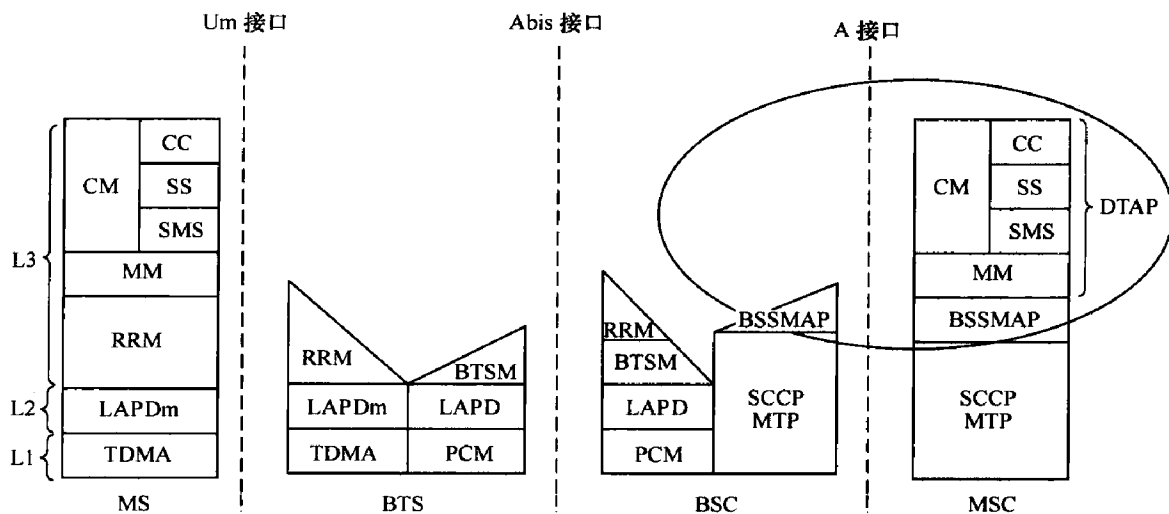 Um 接口
Abis 接口
A 接口
L3
L2
L1
CM
CC
SS
SMS
MM
RRM
LAPDm
TDMA
MS
RRM
BTSM
LAPDm
LAPD
TDMA
PCM
BTS
RRM
BTSM
LAPD
PCM
BSSMAP
SCCP
MTP
BSC
CM
CC
SS
SMS
MM
BSSMAP
SCCP
MTP
DTAP
MSC